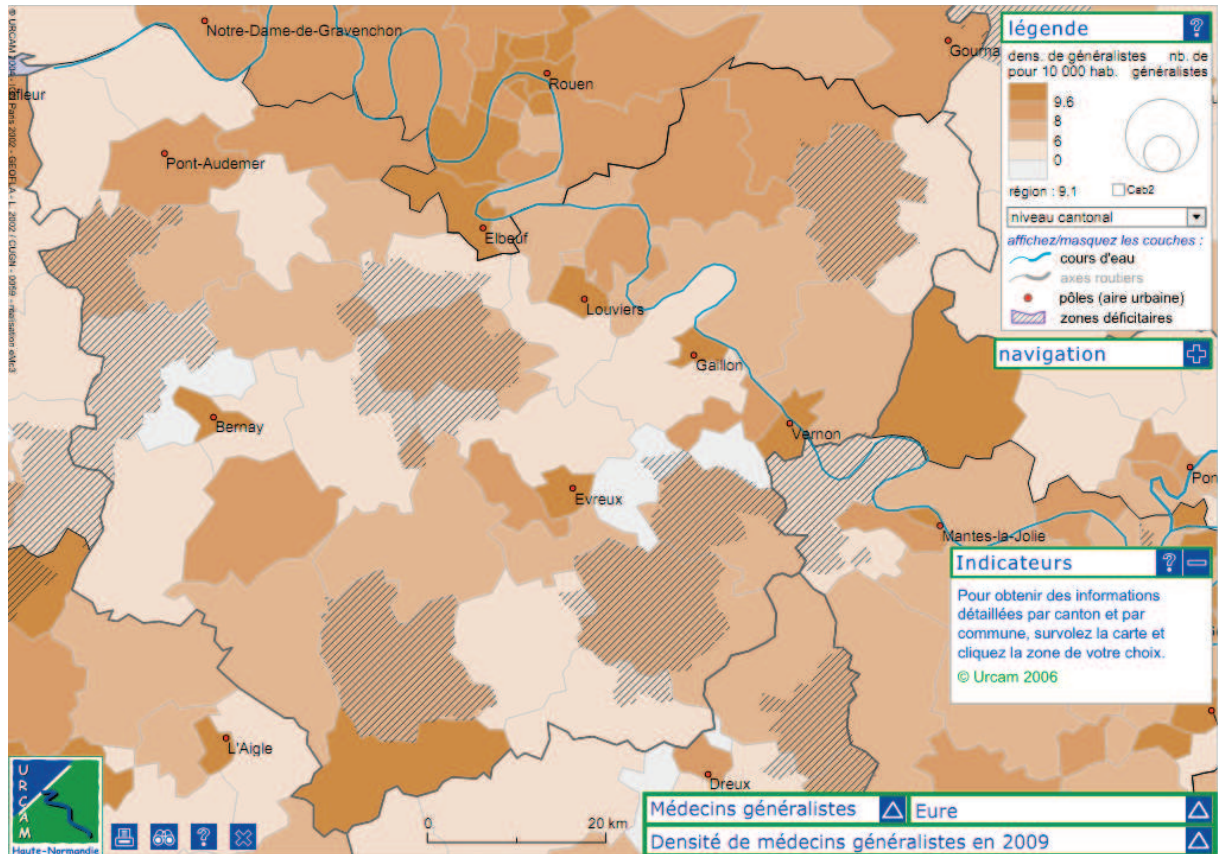 Notre-Dame-de-Gravenchon
Rouen
Gourna
fleur
Pont-Audemer
Elbeuf
Louviers
Gaillon
Bernay
Vernon
Evreux
Pon
Mantes-la-Jolie
L'Aigle
Dreux
légende ?
dens. de généralistes nb. de
pour 10 000 hab. généralistes
9.6
8
6
0
région : 9.1
niveau cantonal
affichez/masquez les couches :
cours d'eau
axes routiers
pôles (aire urbaine)
zones déficitaires
navigation
Indicateurs ?
Pour obtenir des informations
détaillées par canton et par
commune, survolez la carte et
cliquez la zone de votre choix.
© Urcam 2006
URCAM
Haute-Normandie
?
0 20 km
Médecins généralistes Eure
Densité de médecins généralistes en 2009